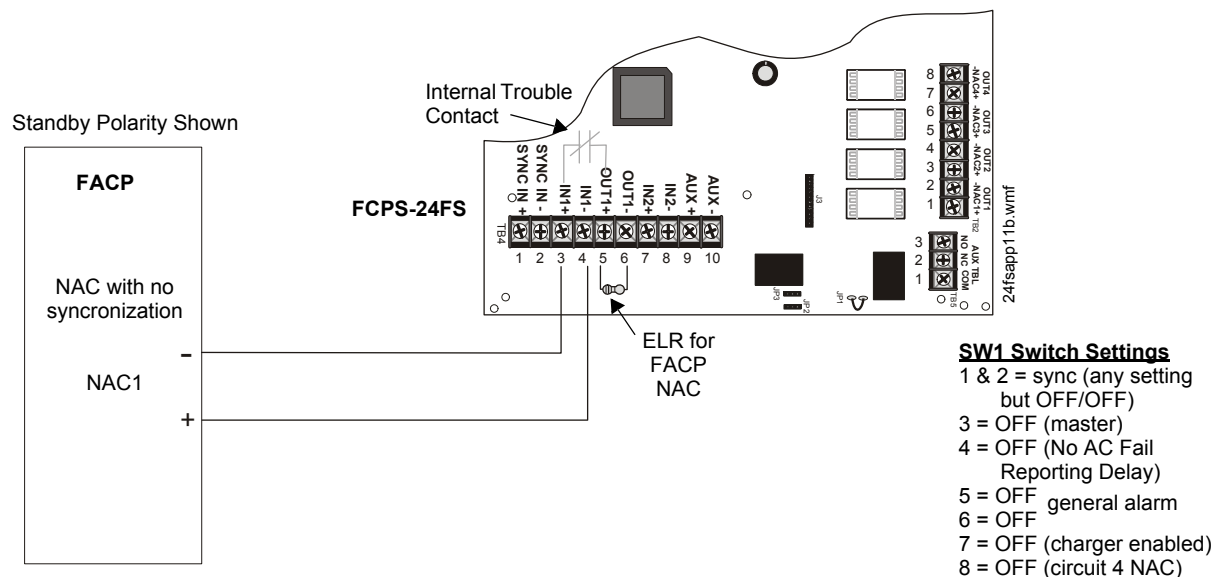 Standby Polarity Shown
FACP
NAC with no
syncronization
NAC1
-
+
Internal Trouble
Contact
FCPS-24FS
SYNC IN +
SYNC IN -
IN1+
IN1-
OUT1+
OUT1-
IN2+
IN2-
AUX +
AUX -
TB4
1 2 3 4 5 6 7 8 9 10
ELR for
FACP
NAC
J3
JP3
JP2
JP1
8
7
6
5
4
3
2
1
OUT4
-NAC4+
OUT3
-NAC3+
OUT2
-NAC2+
OUT1
-NAC1+
TB2
3
2
1
AUX TBL
NO NC COM
TB5
24fsapp11b.wmf
SW1 Switch Settings
1 & 2 = sync (any setting
but OFF/OFF)
3 = OFF (master)
4 = OFF (No AC Fail
Reporting Delay)
5 = OFF general alarm
6 = OFF
7 = OFF (charger enabled)
8 = OFF (circuit 4 NAC)